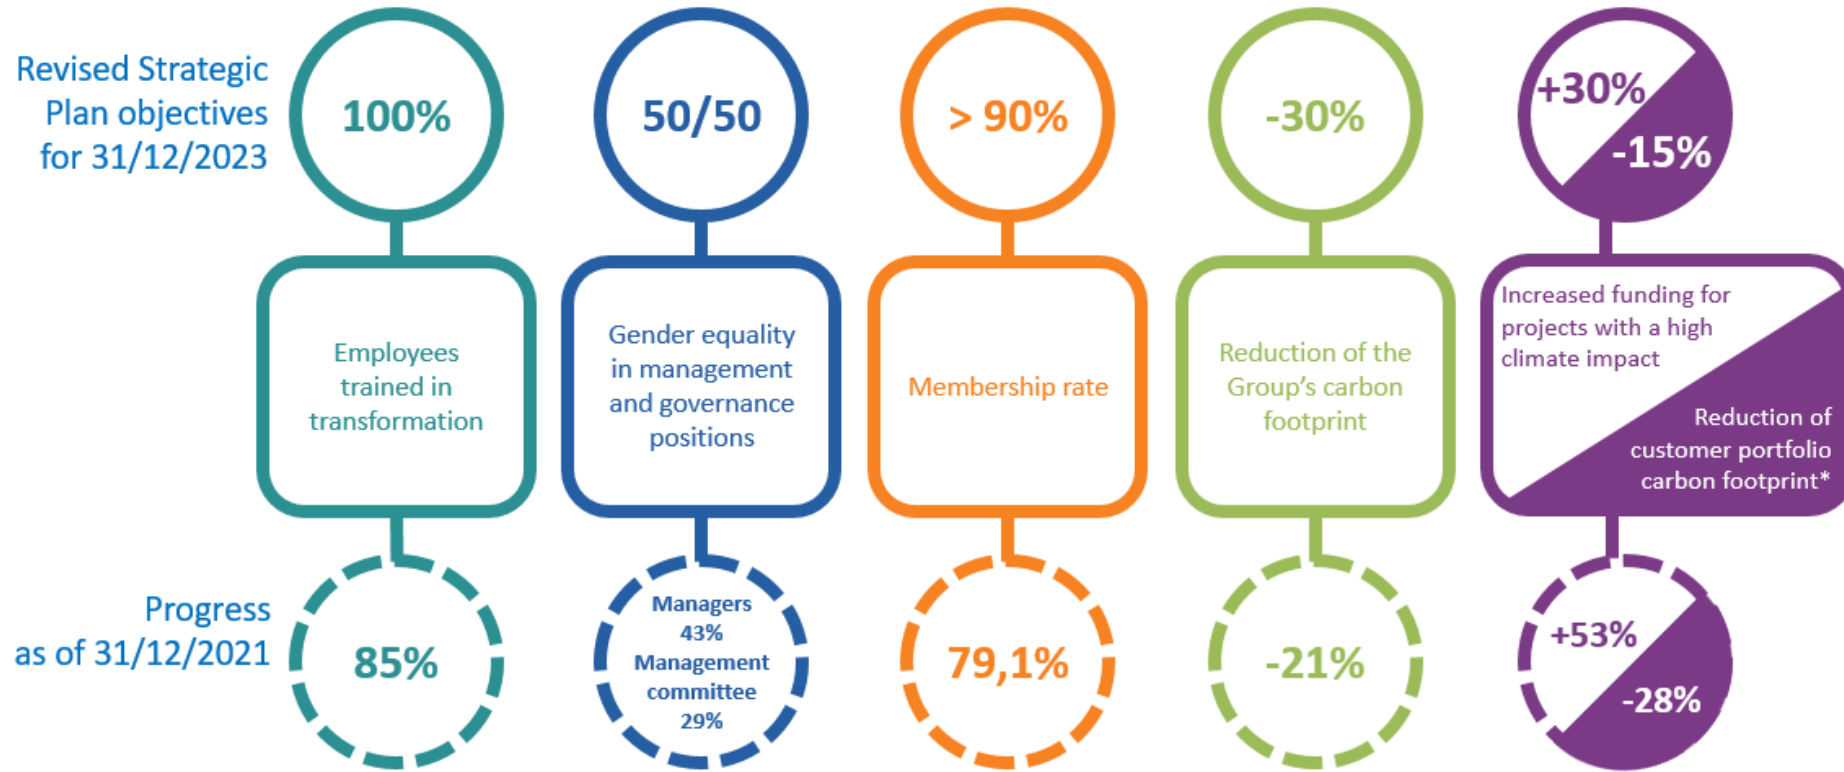 Revised Strategic
Plan objectives
for 31/12/2023
100%
50/50
> 90%
-30%
+30%
-15%
Employees
trained in
transformation
Gender equality
in management
and governance
positions
Membership rate
Reduction of the
Group's carbon
footprint
Increased funding for
projects with a high
climate impact
Reduction of
customer portfolio
carbon footprint*
Progress
as of 31/12/2021
85%
Managers
43%
Management
committee
29%
79,1%
-21%
+53%
-28%